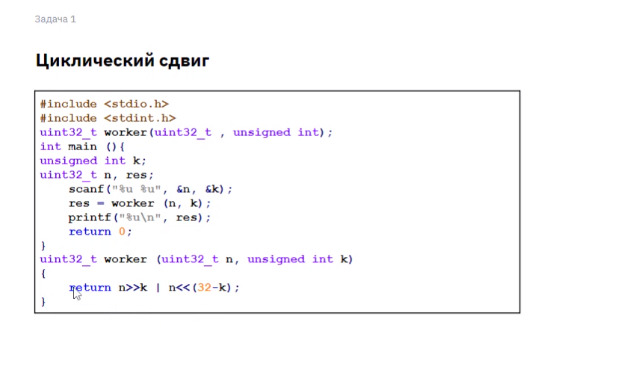 Задача 1
Циклический сдвиг
#include <stdio.h>
#include <stdint.h>
uint32_t worker(uint32_t , unsigned int);
int main (){
unsigned int k;
uint32_t n, res;
scanf("%u %u", &n, &k);
res = worker (n, k);
printf("%u\n", res);
return 0;
}
uint32_t worker (uint32_t n, unsigned int k)
{
return n>>k | n<<(32-k);
}